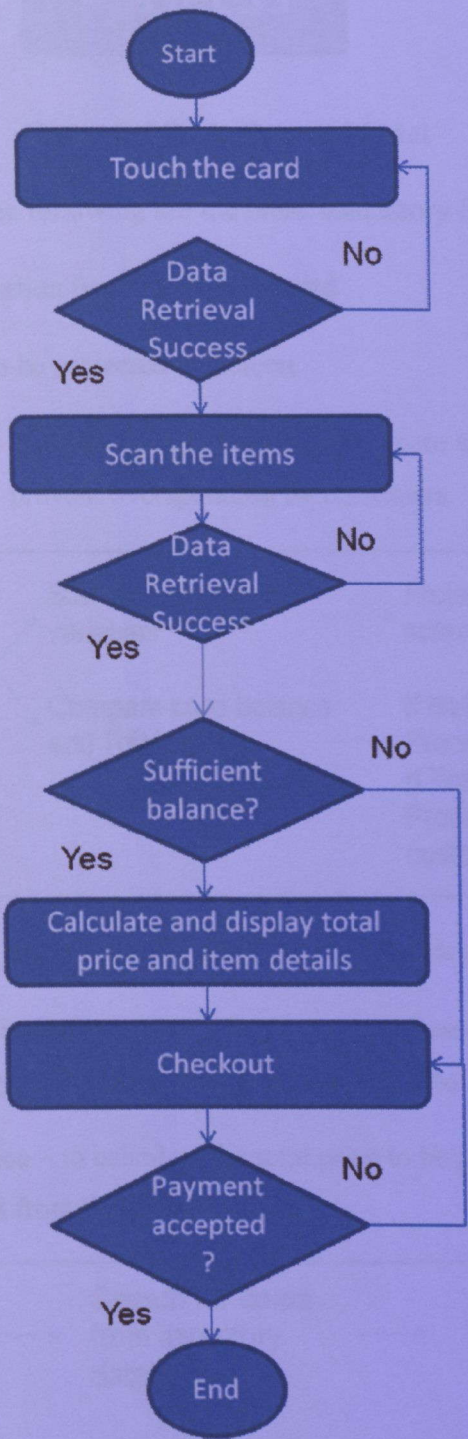 Start
Touch the card
No
Data
Retrieval
Success
Yes
Scan the items
No
Data
Retrieval
Success
Yes
No
Sufficient
balance?
Yes
Calculate and display total
price and item details
Checkout
No
Payment
accepted
?
Yes
End